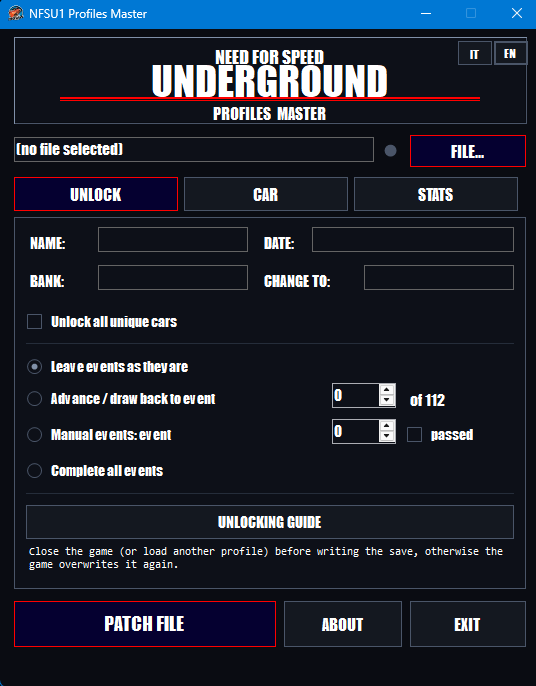 NFSU1 Profiles Master
IT EN
NEED FOR SPEED
UNDERGROUND
PROFILES MASTER
(no file selected)
FILE...
UNLOCK CAR STATS
NAME: DATE:
BANK: CHANGE TO:
Unlock all unique cars
Leave events as they are
Advance / draw back to event 0 of 112
Manual events: event 0 passed
Complete all events
UNLOCKING GUIDE
Close the game (or load another profile) before writing the save, otherwise the
game overwrites it again.
PATCH FILE ABOUT EXIT